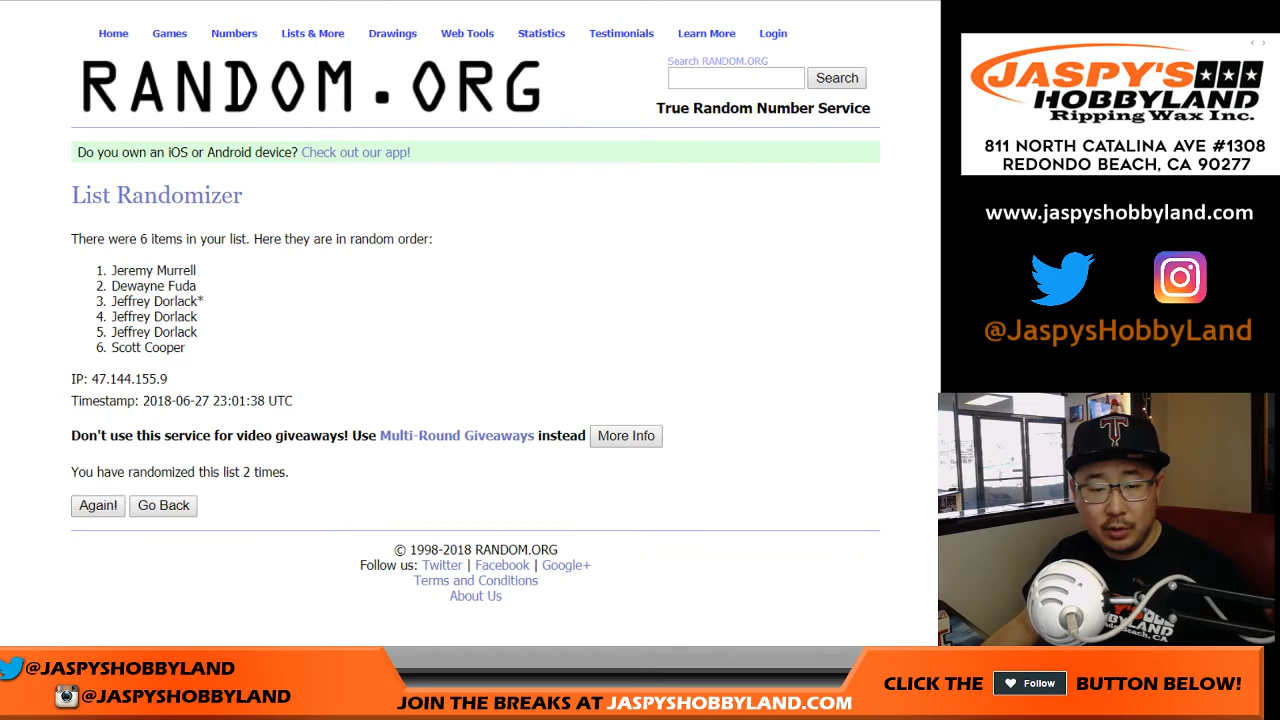 Home Games Numbers Lists & More Drawings Web Tools Statistics Testimonials Learn More Login
RANDOM.ORG
Search RANDOM.ORG
Search
True Random Number Service
Do you own an iOS or Android device? Check out our app!
List Randomizer
There were 6 items in your list. Here they are in random order:
1. Jeremy Murrell
2. Dewayne Fuda
3. Jeffrey Dorlack*
4. Jeffrey Dorlack
5. Jeffrey Dorlack
6. Scott Cooper
IP: 47.144.155.9
Timestamp: 2018-06-27 23:01:38 UTC
Don't use this service for video giveaways! Use Multi-Round Giveaways instead More Info
You have randomized this list 2 times.
Again! Go Back
© 1998-2018 RANDOM.ORG
Follow us: Twitter | Facebook | Google+
Terms and Conditions
About Us
JASPY'S
HOBBYLAND
Ripping Wax Inc.
811 NORTH CATALINA AVE #1308
REDONDO BEACH, CA 90277
www.jaspyshobbyland.com
@JaspysHobbyLand
@JASPYSHOBBYLAND
@JASPYSHOBBYLAND
JOIN THE BREAKS AT JASPYSHOBBYLAND.COM
CLICK THE Follow BUTTON BELOW!